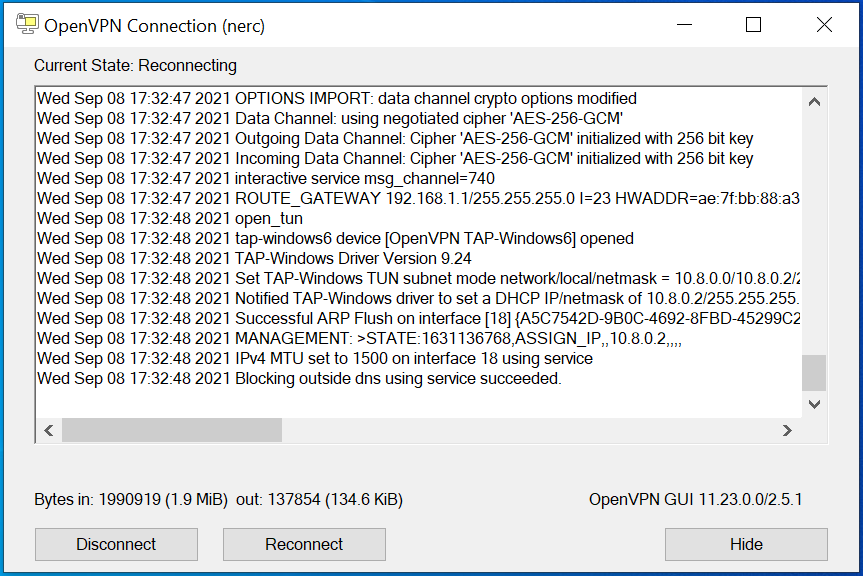 OpenVPN Connection (nerc)
Current State: Reconnecting
Wed Sep 08 17:32:47 2021 OPTIONS IMPORT: data channel crypto options modified
Wed Sep 08 17:32:47 2021 Data Channel: using negotiated cipher 'AES-256-GCM'
Wed Sep 08 17:32:47 2021 Outgoing Data Channel: Cipher 'AES-256-GCM' initialized with 256 bit key
Wed Sep 08 17:32:47 2021 Incoming Data Channel: Cipher 'AES-256-GCM' initialized with 256 bit key
Wed Sep 08 17:32:47 2021 interactive service msg_channel=740
Wed Sep 08 17:32:47 2021 ROUTE_GATEWAY 192.168.1.1/255.255.255.0 I=23 HWADDR=ae:7f:bb:88:a3
Wed Sep 08 17:32:48 2021 open_tun
Wed Sep 08 17:32:48 2021 tap-windows6 device [OpenVPN TAP-Windows6] opened
Wed Sep 08 17:32:48 2021 TAP-Windows Driver Version 9.24
Wed Sep 08 17:32:48 2021 Set TAP-Windows TUN subnet mode network/local/netmask = 10.8.0.0/10.8.0.2/2
Wed Sep 08 17:32:48 2021 Notified TAP-Windows driver to set a DHCP IP/netmask of 10.8.0.2/255.255.255.
Wed Sep 08 17:32:48 2021 Successful ARP Flush on interface [18] {A5C7542D-9B0C-4692-8FBD-45299C2
Wed Sep 08 17:32:48 2021 MANAGEMENT: >STATE:1631136768,ASSIGN_IP,,10.8.0.2,,,,
Wed Sep 08 17:32:48 2021 IPv4 MTU set to 1500 on interface 18 using service
Wed Sep 08 17:32:48 2021 Blocking outside dns using service succeeded.
Bytes in: 1990919 (1.9 MiB) out: 137854 (134.6 KiB)
OpenVPN GUI 11.23.0.0/2.5.1
Disconnect
Reconnect
Hide